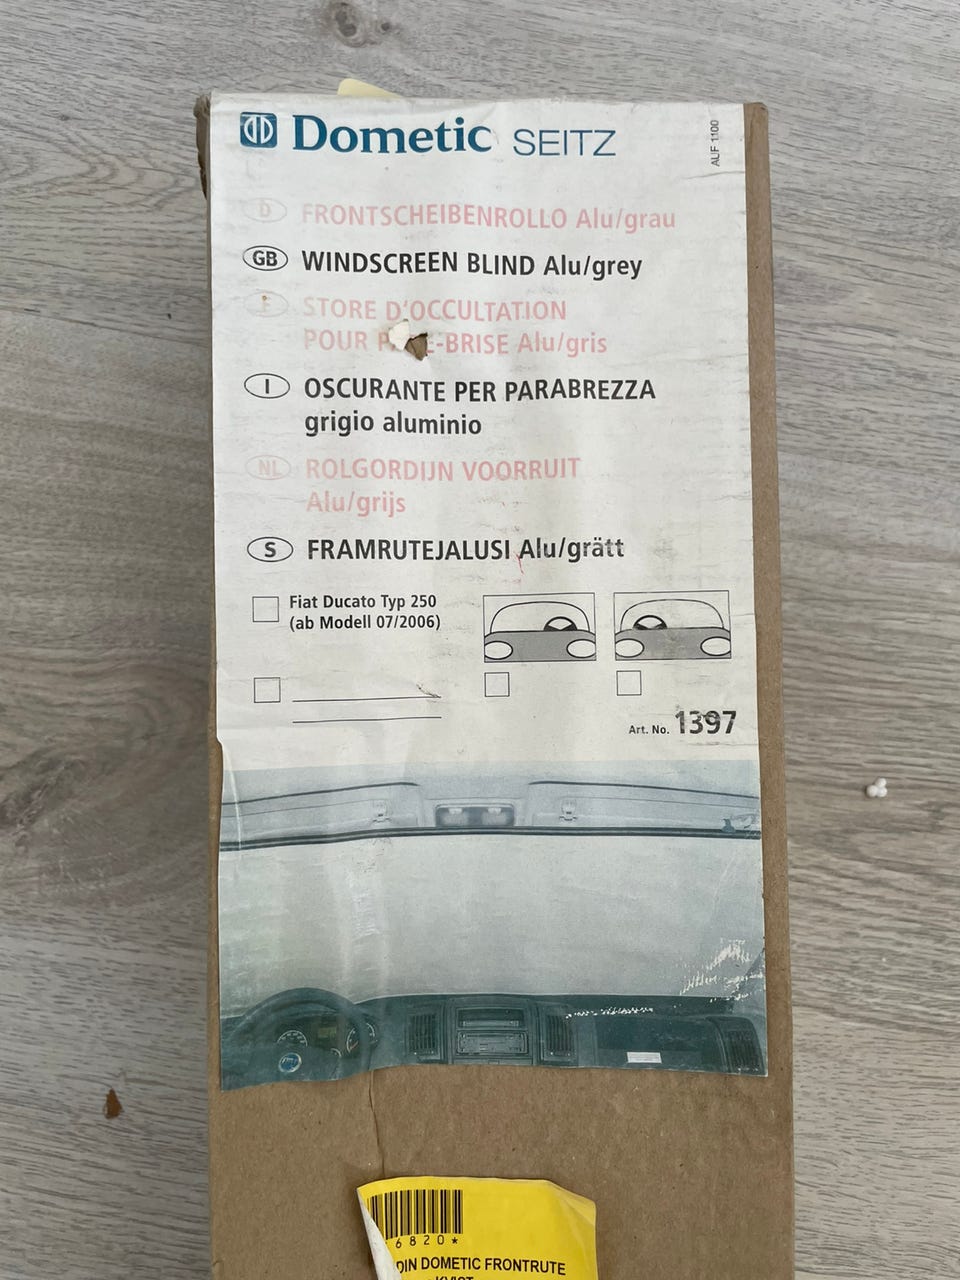 Dometic SEITZ
AUF 1100
D FRONTSCHEIBENROLLO Alu/grau
GB WINDSCREEN BLIND Alu/grey
F STORE D'OCCULTATION
POUR -BRISE Alu/gris
I OSCURANTE PER PARABREZZA
grigio aluminio
NL ROLGORDIJN VOORRUIT
Alu/grijs
S FRAMRUTEJALUSI Alu/grått
Fiat Ducato Typ 250
(ab Modell 07/2006)
Art. No. 1397
6820*
DIN DOMETIC FRONTRUTE